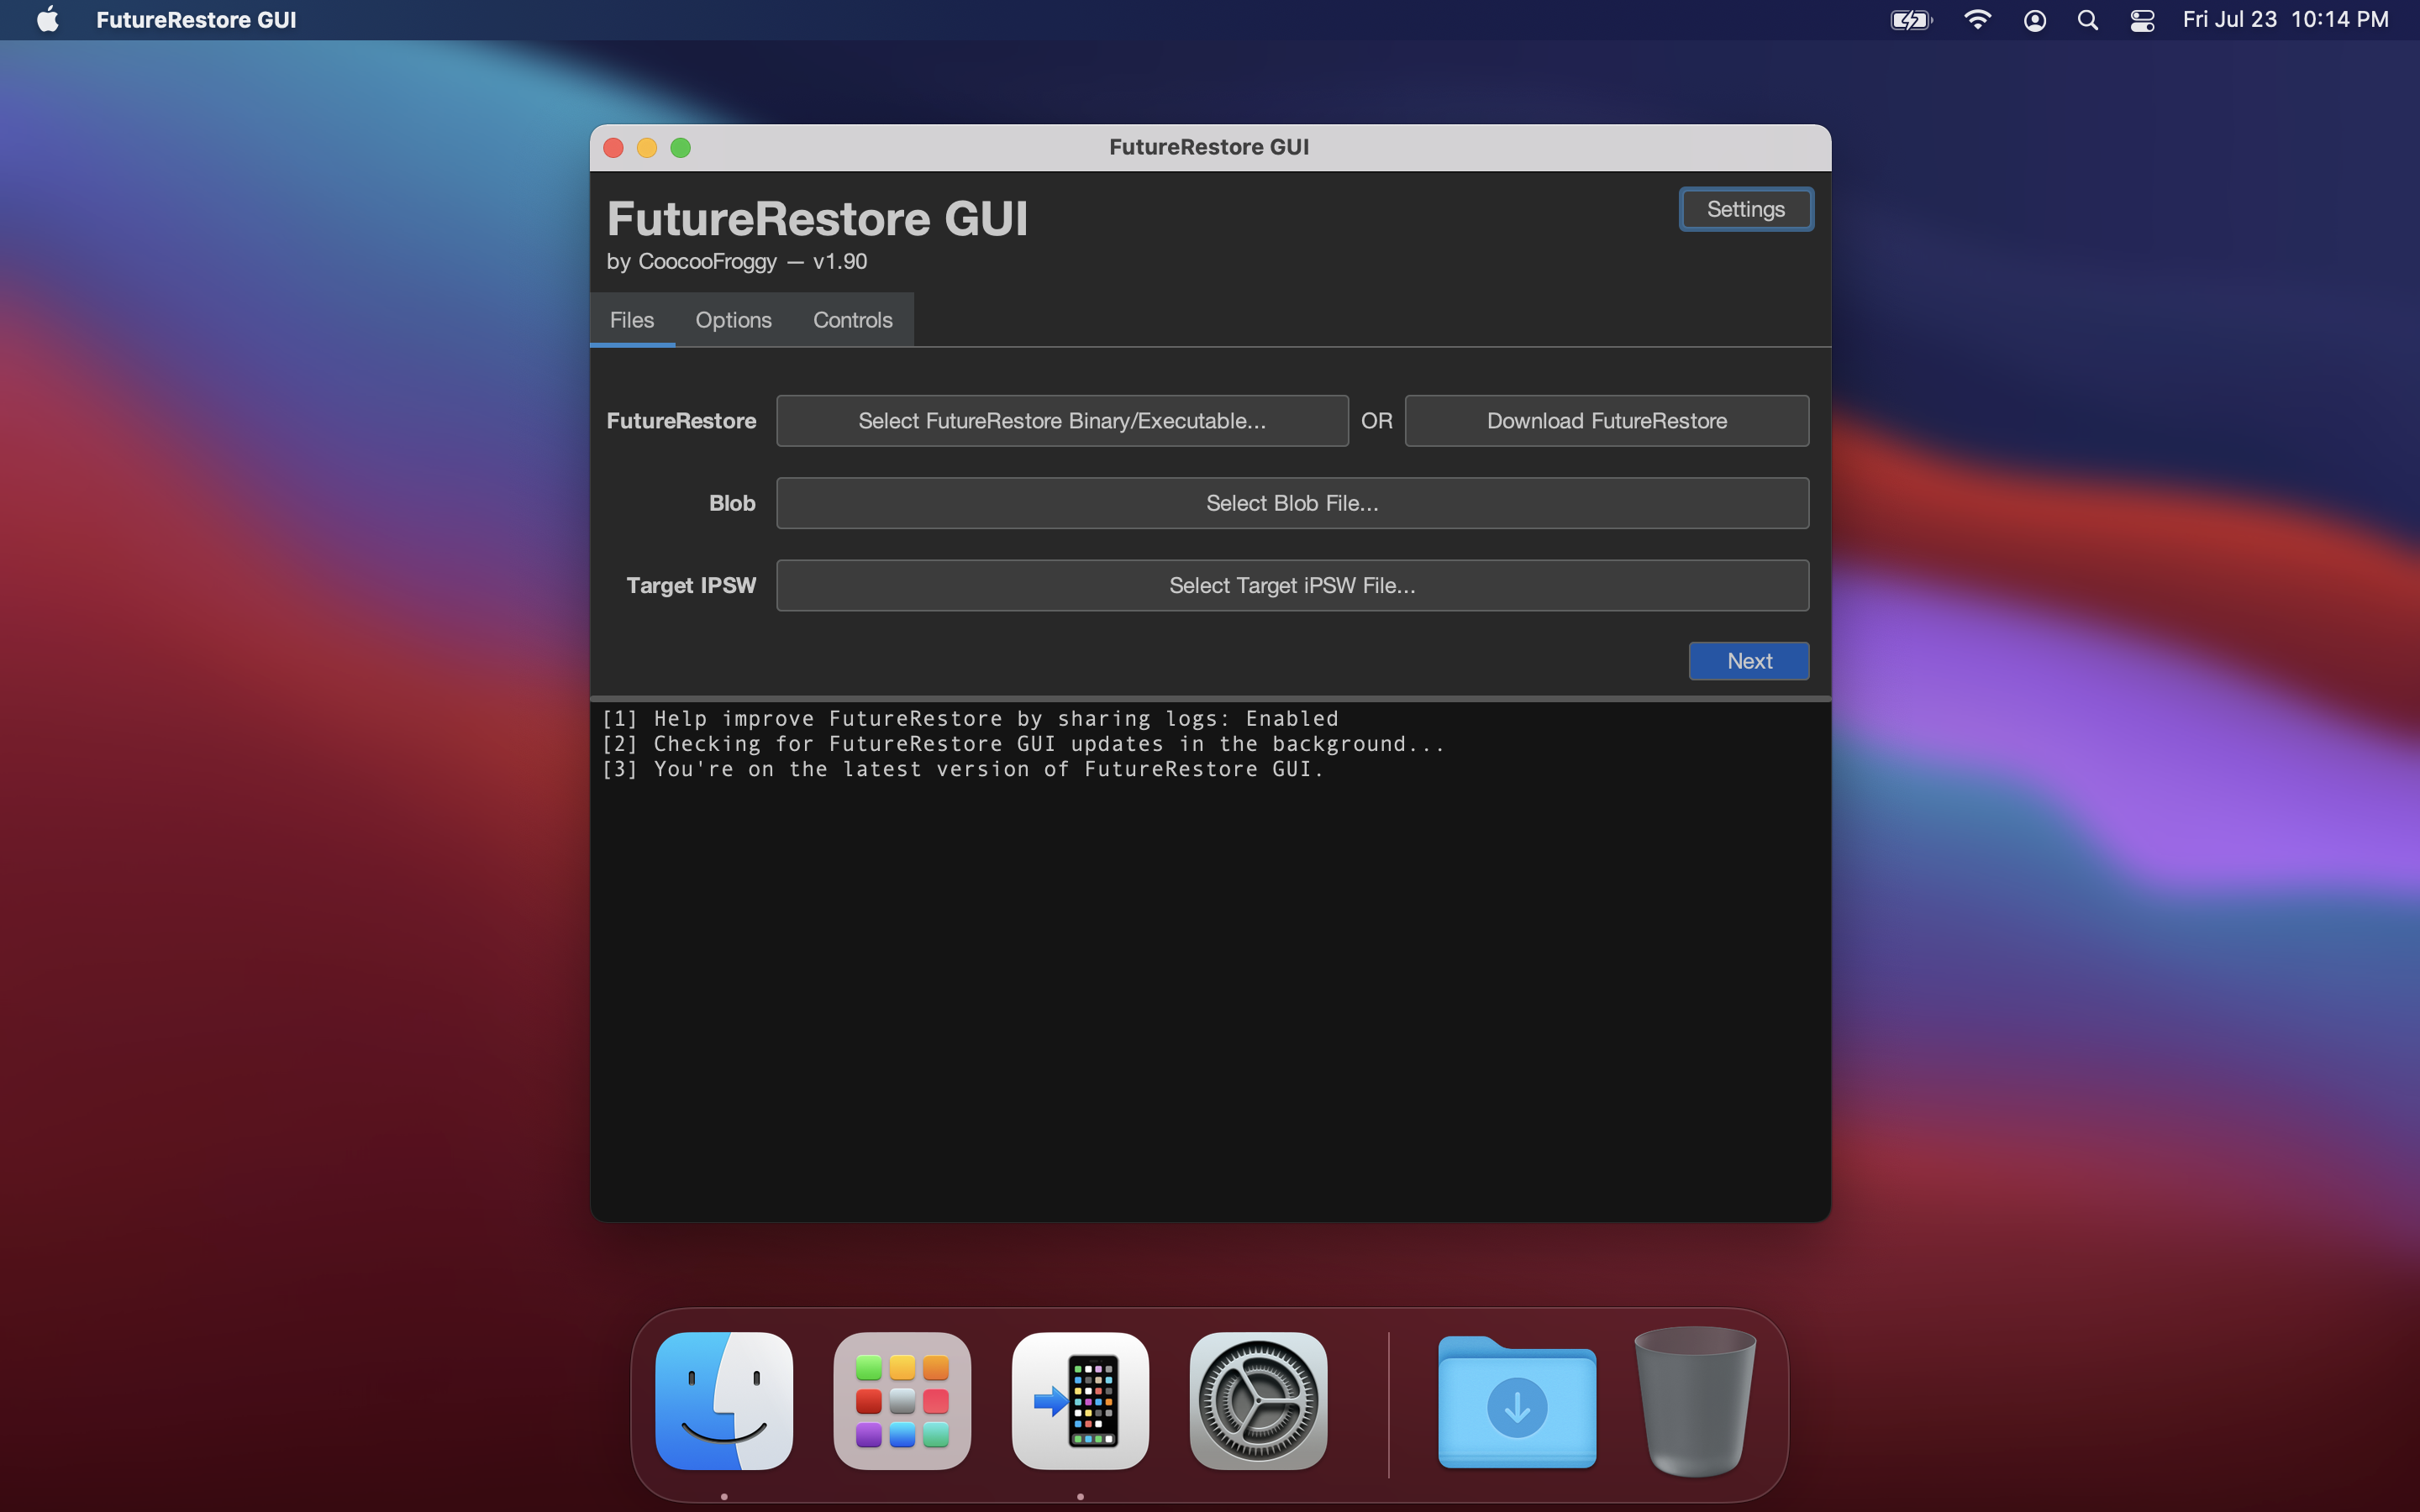 FutureRestore GUI
Fri Jul 23 10:14 PM
FutureRestore GUI
FutureRestore GUI
Settings
by CoocooFroggy — v1.90
Files Options Controls
FutureRestore Select FutureRestore Binary/Executable... OR Download FutureRestore
Blob Select Blob File...
Target IPSW Select Target iPSW File...
Next
[1] Help improve FutureRestore by sharing logs: Enabled
[2] Checking for FutureRestore GUI updates in the background...
[3] You're on the latest version of FutureRestore GUI.